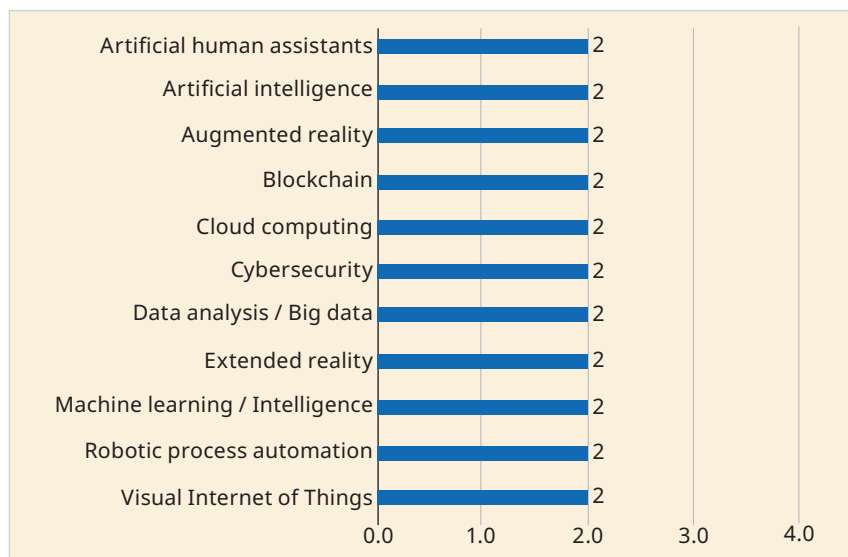 Artificial human assistants 2
Artificial intelligence 2
Augmented reality 2
Blockchain 2
Cloud computing 2
Cybersecurity 2
Data analysis / Big data 2
Extended reality 2
Machine learning / Intelligence 2
Robotic process automation 2
Visual Internet of Things 2
0.0 1.0 2.0 3.0 4.0